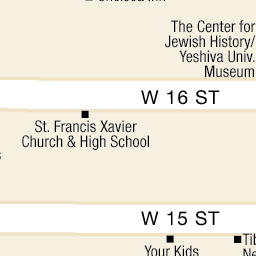 The Center for
Jewish History/
Yeshiva Univ.
Museum
W 16 ST
St. Francis Xavier
Church & High School
W 15 ST
Your Kids